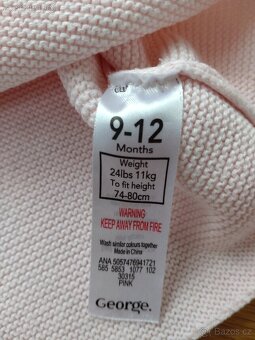 9-12
Months
Weight
24lbs 11kg
To fit height
74-80cm
WARNING
KEEP AWAY FROM FIRE
Wash similar colours together
Made in China
ANA 5057476941721
585 5853 1077 102
30315
PINK
George.